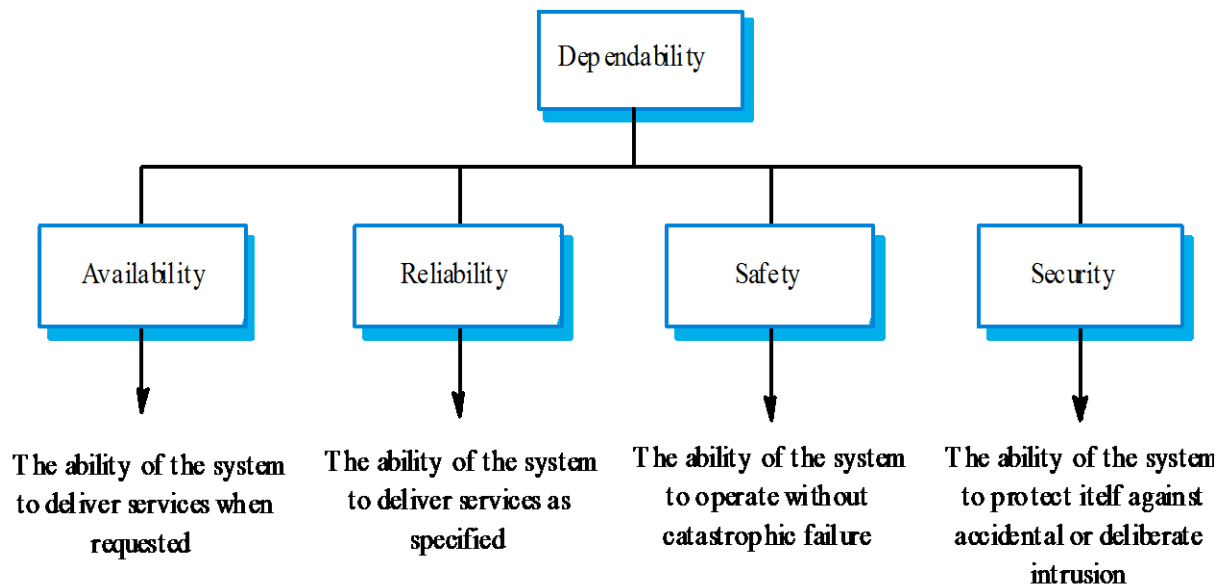 Dependability
Availability
Reliability
Safety
Security
The ability of the system
to deliver services when
requested
The ability of the system
to deliver services as
specified
The ability of the system
to operate without
catastrophic failure
The ability of the system
to protect itelf against
accidental or deliberate
intrusion